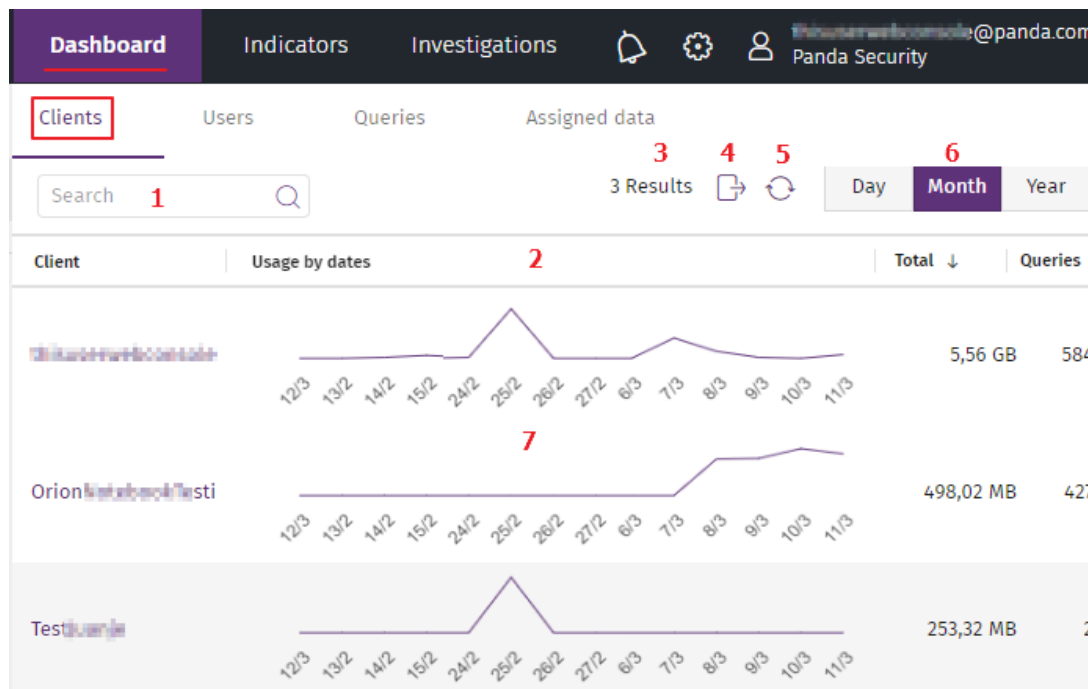 Dashboard Indicators Investigations @panda.com
Panda Security
Clients Users Queries Assigned data
3 4 5 6
Search 1 3 Results Day Month Year
Client Usage by dates 2 Total ↓ Queries
5,56 GB 584
12/3 13/2 14/2 15/2 24/2 25/2 26/2 27/2 6/3 7/3 8/3 9/3 10/3 11/3
7
Orion sti 498,02 MB 427
12/3 13/2 14/2 15/2 24/2 25/2 26/2 27/2 6/3 7/3 8/3 9/3 10/3 11/3
Test 253,32 MB 2
12/3 13/2 14/2 15/2 24/2 25/2 26/2 27/2 6/3 7/3 8/3 9/3 10/3 11/3